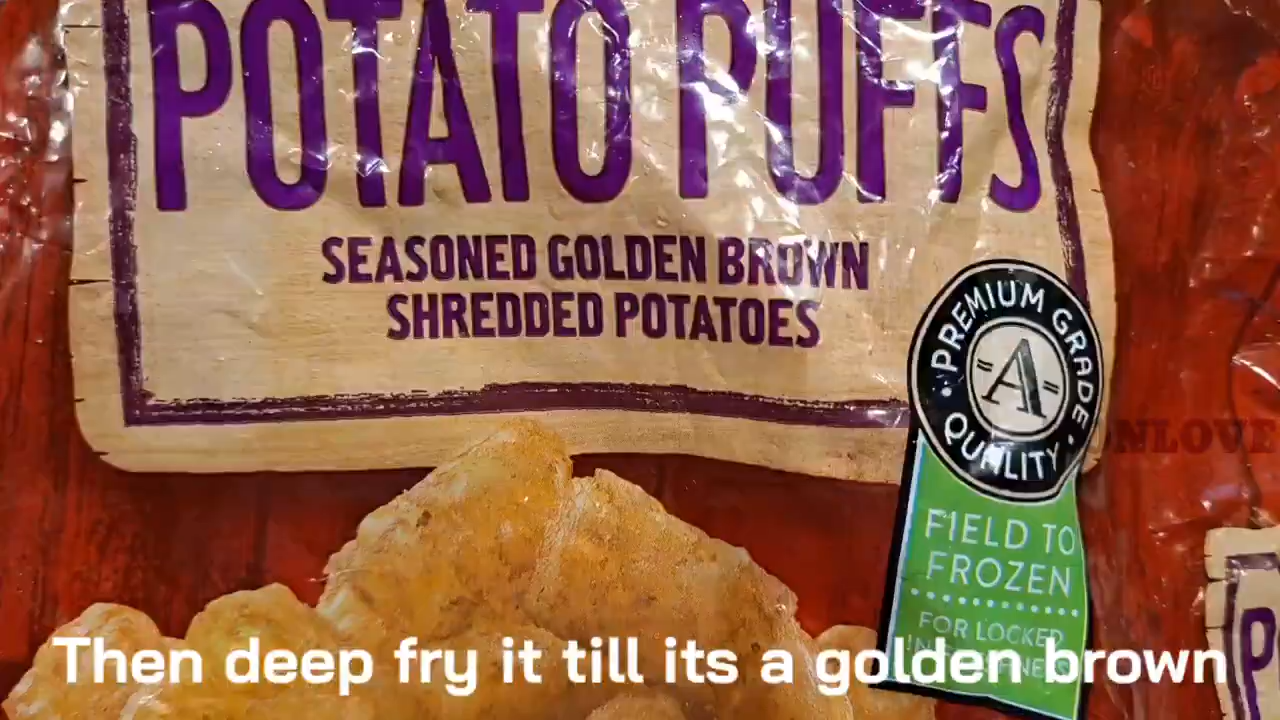 POTATO PUFFS
SEASONED GOLDEN BROWN
SHREDDED POTATOES
PREMIUM GRADE
A
QUALITY
FIELD TO
FROZEN
FOR LOCKED
Then deep fry it till its a golden brown